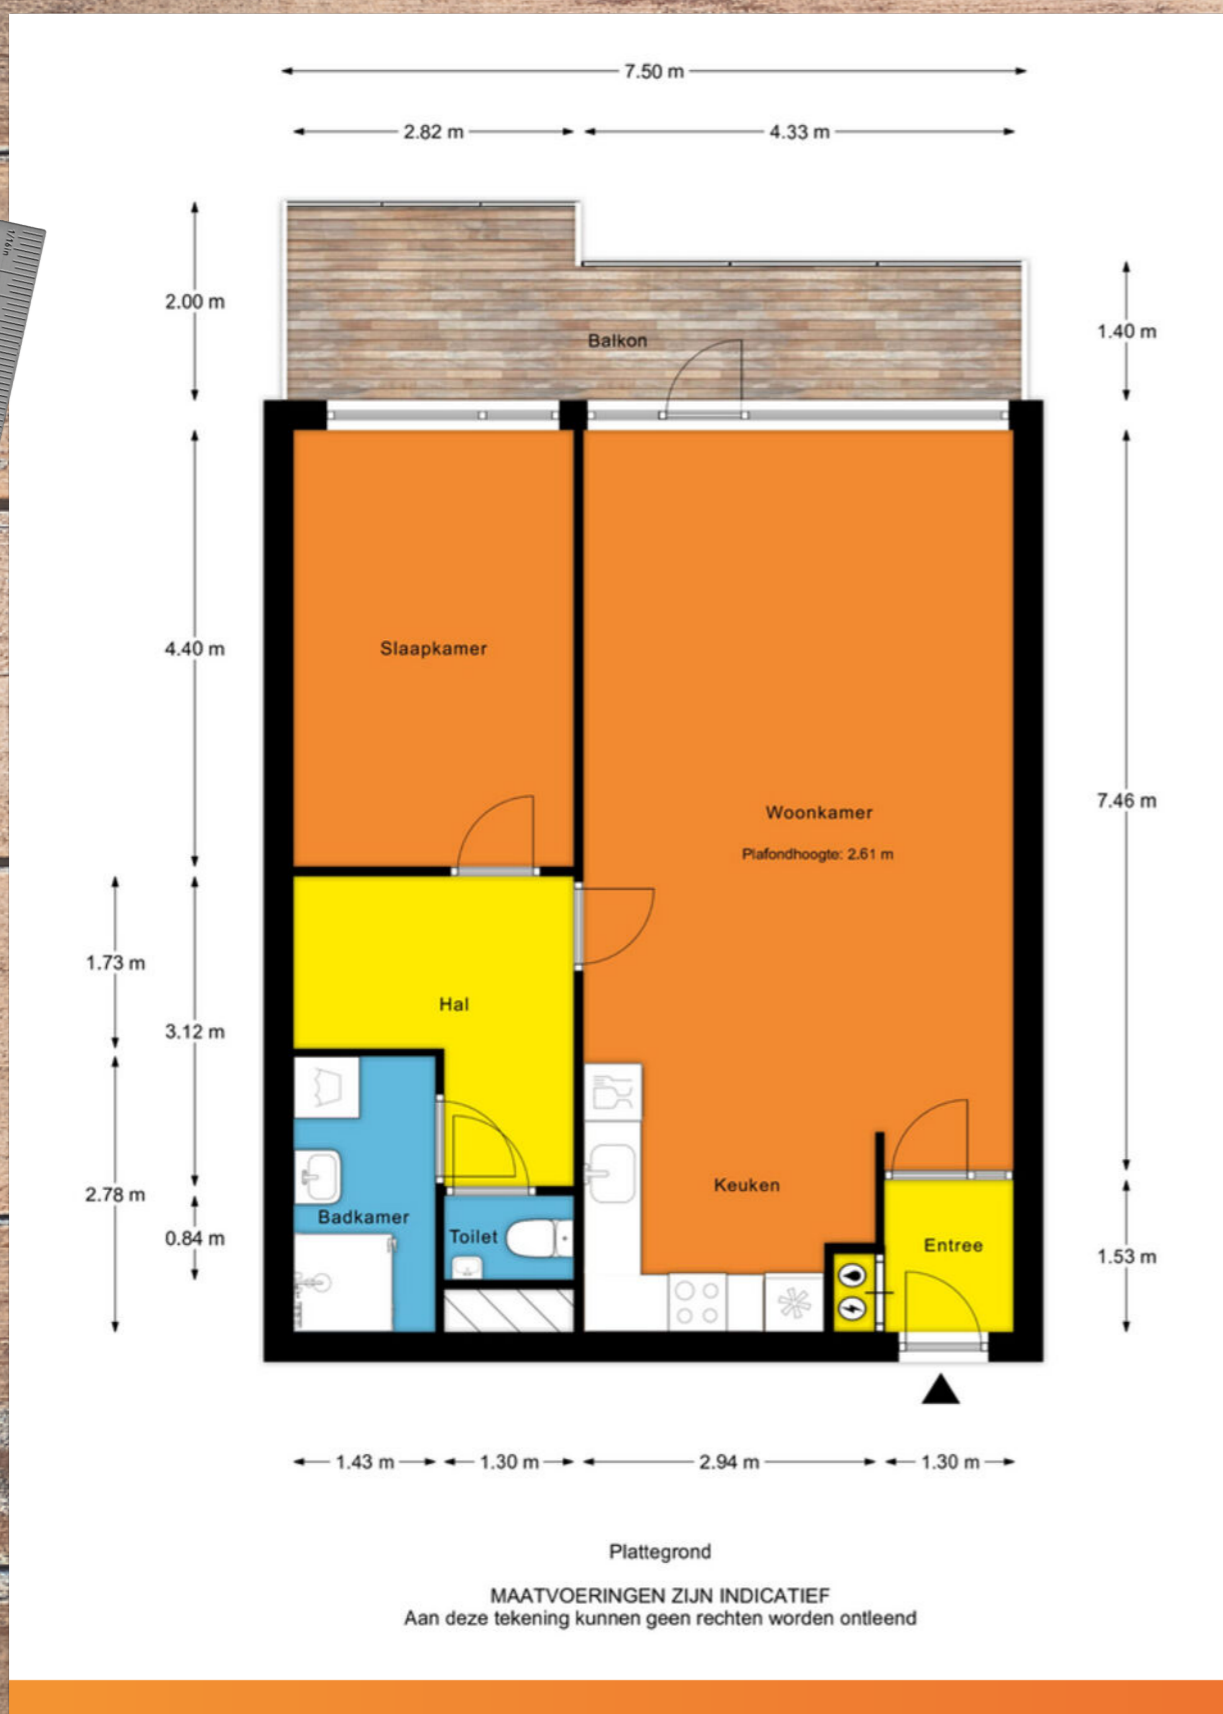 7.50 m
2.82 m
4.33 m
1/16in
2.00 m
1.40 m
Balkon
4.40 m
Slaapkamer
7.46 m
Woonkamer
Plafondhoogte: 2.61 m
1.73 m
Hal
3.12 m
2.78 m
Keuken
Badkamer
0.84 m
Toilet
Entree
1.53 m
1.43 m
1.30 m
2.94 m
1.30 m
Plattegrond
MAATVOERINGEN ZIJN INDICATIEF
Aan deze tekening kunnen geen rechten worden ontleend